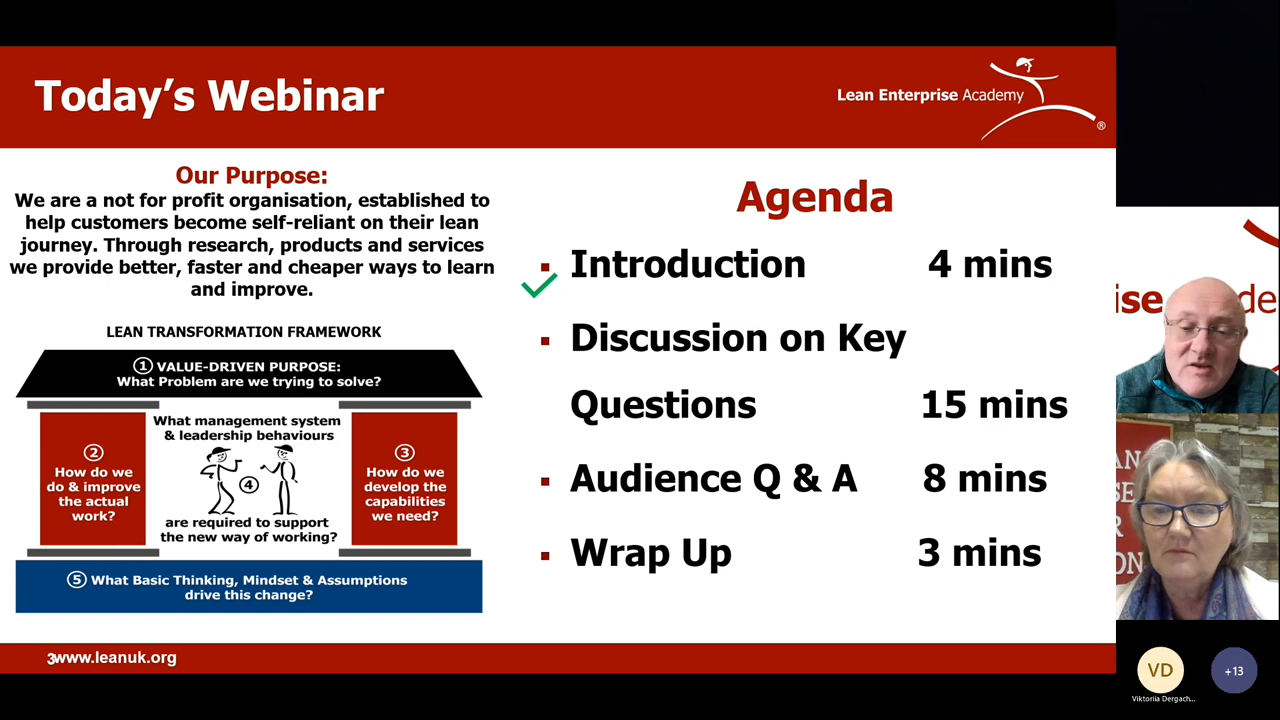 Today's Webinar
Lean Enterprise Academy
®
Our Purpose:
We are a not for profit organisation, established to
help customers become self-reliant on their lean
journey. Through research, products and services
we provide better, faster and cheaper ways to learn
and improve.
LEAN TRANSFORMATION FRAMEWORK
① VALUE-DRIVEN PURPOSE:
What Problem are we trying to solve?
②
How do we
do & improve
the actual
work?
What management system
& leadership behaviours
④
are required to support
the new way of working?
③
How do we
develop the
capabilities
we need?
⑤ What Basic Thinking, Mindset & Assumptions
drive this change?
Agenda
▪ Introduction 4 mins
▪ Discussion on Key
Questions 15 mins
▪ Audience Q & A 8 mins
▪ Wrap Up 3 mins
3www.leanuk.org
VD
Viktoriia Dergach...
+13